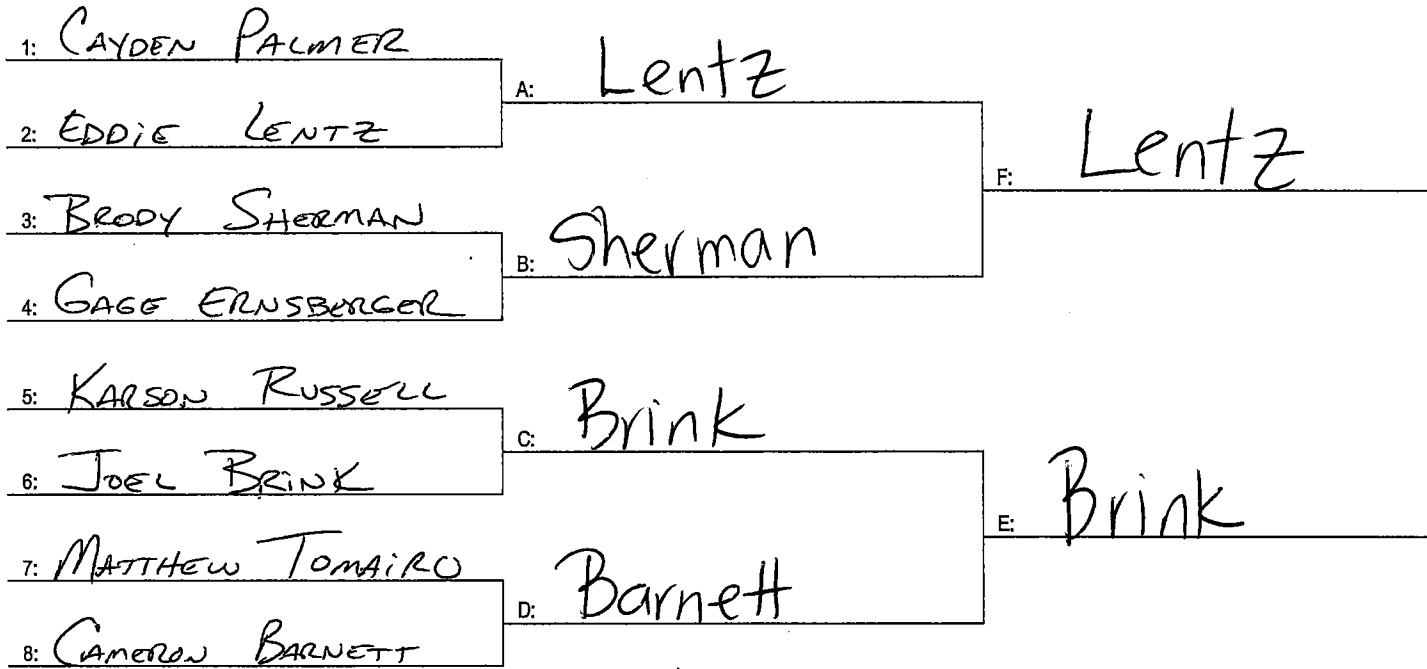 1: CAYDEN PALMER
A: Lentz
2: EDDIE LENTZ
F: Lentz
3: BRODY SHERMAN
B: Sherman
4: GAGE ERNSBERGER
5: KARSON RUSSELL
C: Brink
6: JOEL BRINK
E: Brink
7: MATTHEW TOMAIRO
D: Barnett
8: CAMERON BARNETT